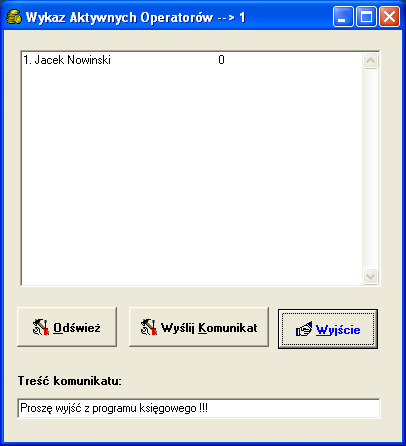 Wykaz Aktywnych Operatorów --> 1
1. Jacek Nowinski 0
Odśwież
Wyślij Komunikat
Wyjście
Treść komunikatu:
Proszę wyjść z programu księgowego !!!